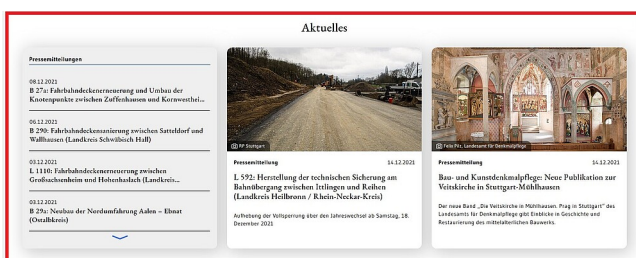 Aktuelles
Pressemitteilungen
08.12.2021
B 27a: Fahrbahndeckenerneuerung und Umbau der
Knotenpunkte zwischen Zuffenhausen und Kornwesthei...
06.12.2021
B 290: Fahrbahndeckensanierung zwischen Satteldorf und
Wallhausen (Landkreis Schwäbisch Hall)
03.12.2021
L 1110: Fahrbahndeckenerneuerung zwischen
Großsachsenheim und Hohenhaslach (Landkreis...
03.12.2021
B 29a: Neubau der Nordumfahrung Aalen – Ebnat
(Ostalbkreis)
RP Stuttgart
Pressemitteilung 14.12.2021
L 592: Herstellung der technischen Sicherung am
Bahnübergang zwischen Ittlingen und Reihen
(Landkreis Heilbronn / Rhein-Neckar-Kreis)
Aufhebung der Vollsperrung über den Jahreswechsel ab Samstag, 18.
Dezember 2021
Felix Pilz, Landesamt für Denkmalpflege
Pressemitteilung 14.12.2021
Bau- und Kunstdenkmalpflege: Neue Publikation zur
Veitskirche in Stuttgart-Mühlhausen
Der neue Band „Die Veitskirche in Mühlhausen. Prag in Stuttgart“ des
Landesamts für Denkmalpflege gibt Einblicke in Geschichte und
Restaurierung des mittelalterlichen Bauwerks.